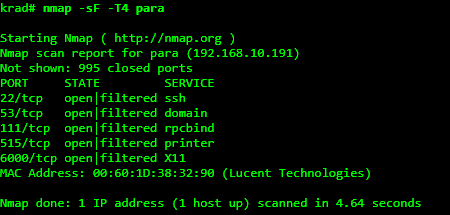 krad# nmap -sF -T4 para
Starting Nmap ( http://nmap.org )
Nmap scan report for para (192.168.10.191)
Not shown: 995 closed ports
PORT     STATE         SERVICE
22/tcp   open|filtered ssh
53/tcp   open|filtered domain
111/tcp  open|filtered rpcbind
515/tcp  open|filtered printer
6000/tcp open|filtered X11
MAC Address: 00:60:1D:38:32:90 (Lucent Technologies)
Nmap done: 1 IP address (1 host up) scanned in 4.64 seconds